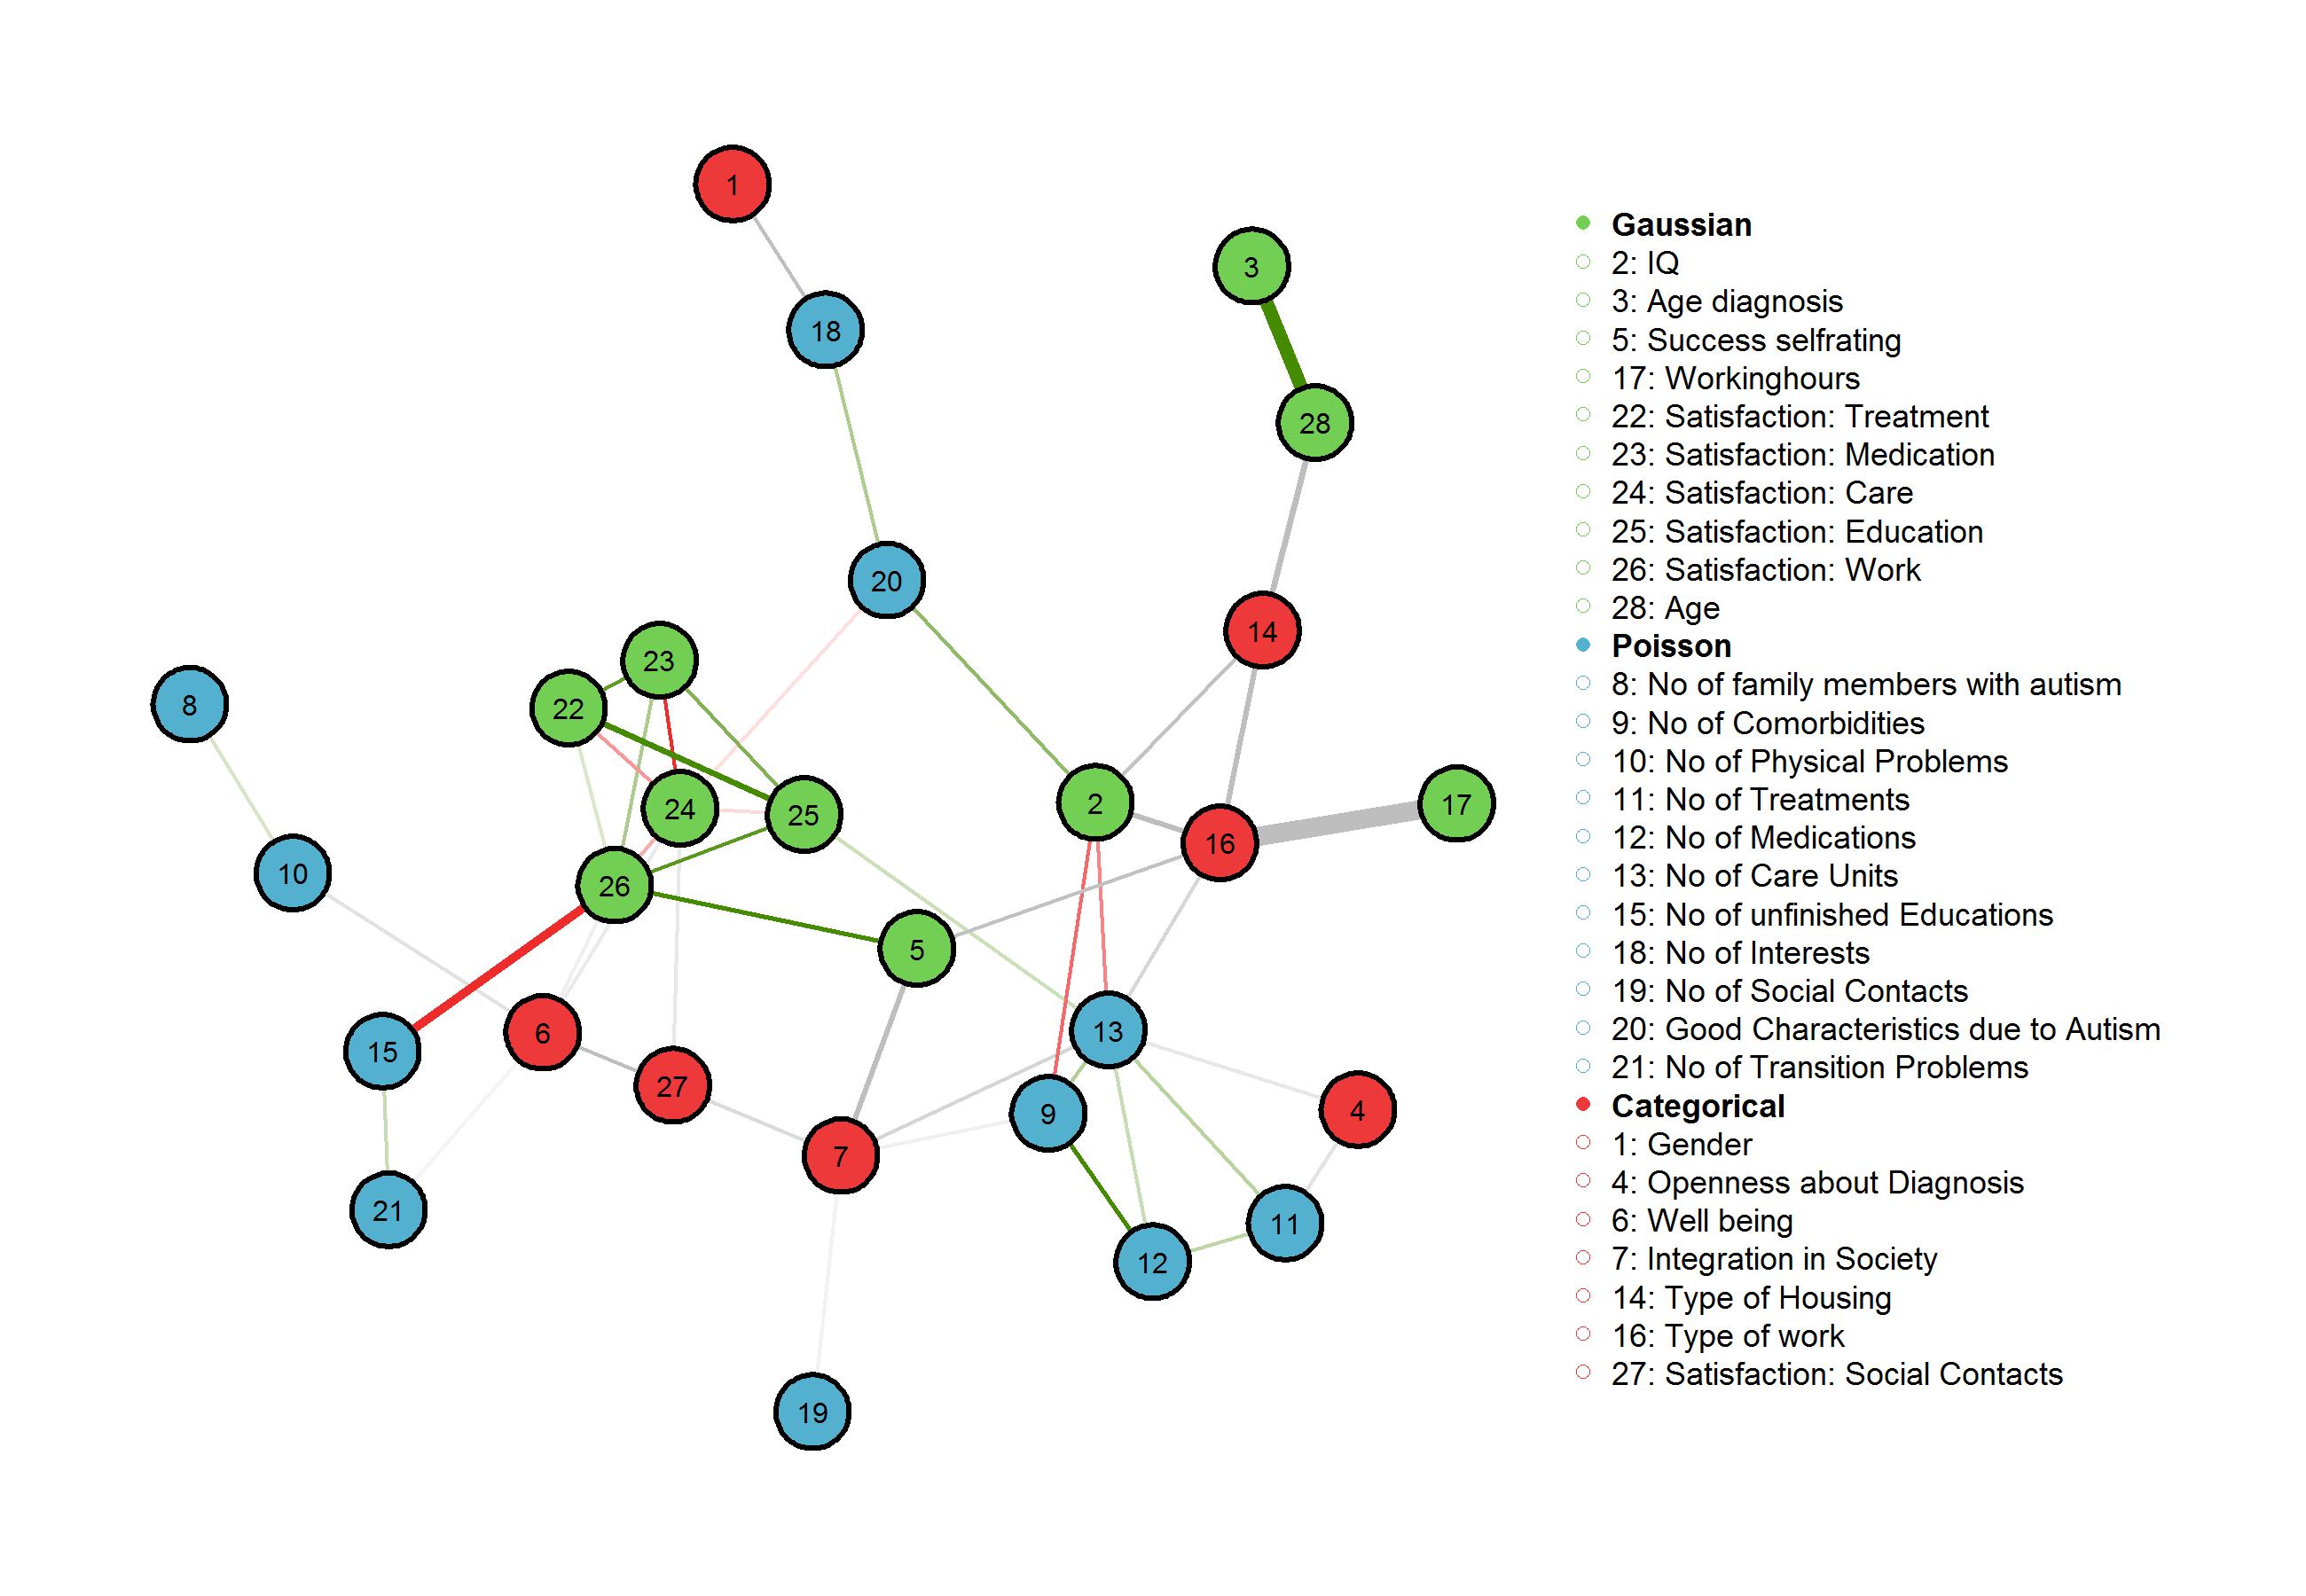 1
3
18
28
20
14
23
8
22
2
17
24
25
16
10
26
5
13
6
15
27
4
9
7
21
11
12
19
Gaussian
2: IQ
3: Age diagnosis
5: Success selfrating
17: Workinghours
22: Satisfaction: Treatment
23: Satisfaction: Medication
24: Satisfaction: Care
25: Satisfaction: Education
26: Satisfaction: Work
28: Age
Poisson
8: No of family members with autism
9: No of Comorbidities
10: No of Physical Problems
11: No of Treatments
12: No of Medications
13: No of Care Units
15: No of unfinished Educations
18: No of Interests
19: No of Social Contacts
20: Good Characteristics due to Autism
21: No of Transition Problems
Categorical
1: Gender
4: Openness about Diagnosis
6: Well being
7: Integration in Society
14: Type of Housing
16: Type of work
27: Satisfaction: Social Contacts